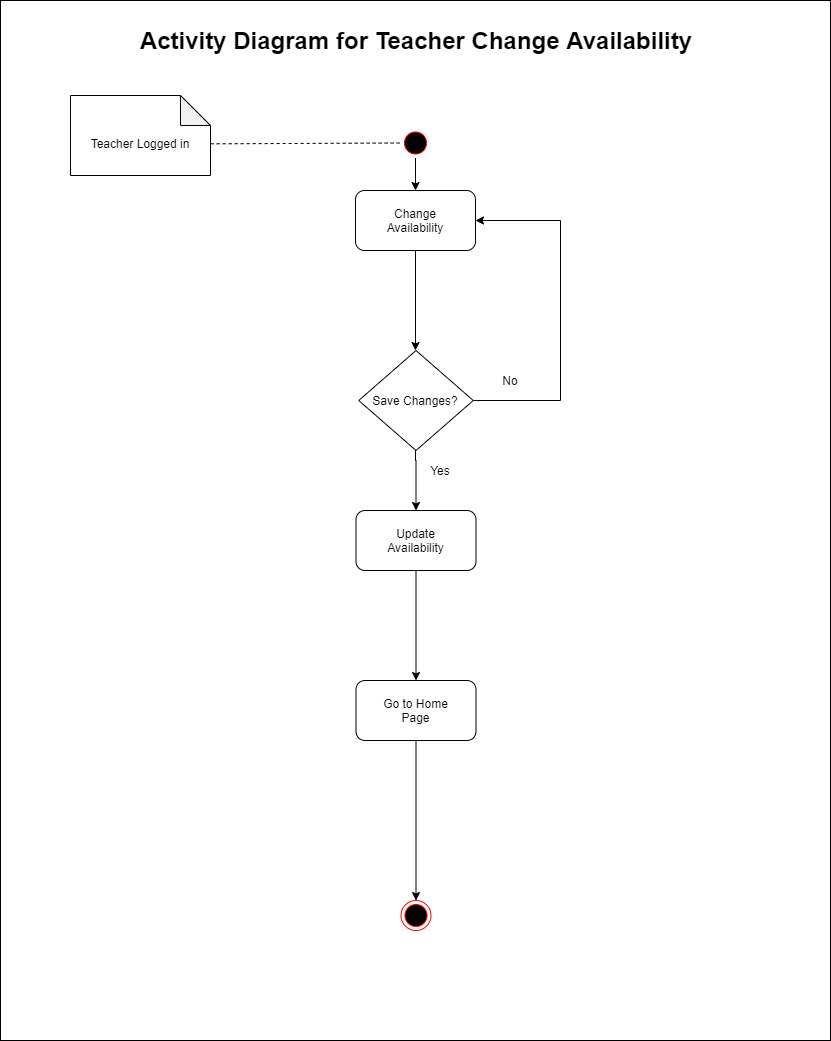 Activity Diagram for Teacher Change Availability
Teacher Logged in
Change
Availability
No
Save Changes?
Yes
Update
Availability
Go to Home
Page